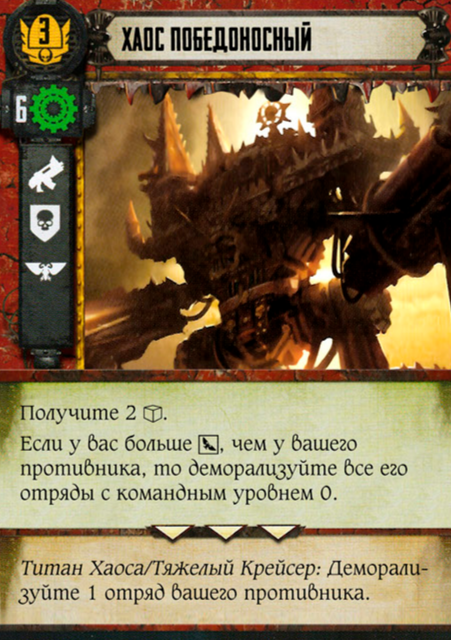 3
ХАОС ПОБЕДОНОСНЫЙ
6
Получите 2 .
Если у вас больше , чем у вашего
противника, то деморализуйте все его
отряды с командным уровнем 0.
Титан Хаоса/Тяжелый Крейсер: Деморали-
зуйте 1 отряд вашего противника.